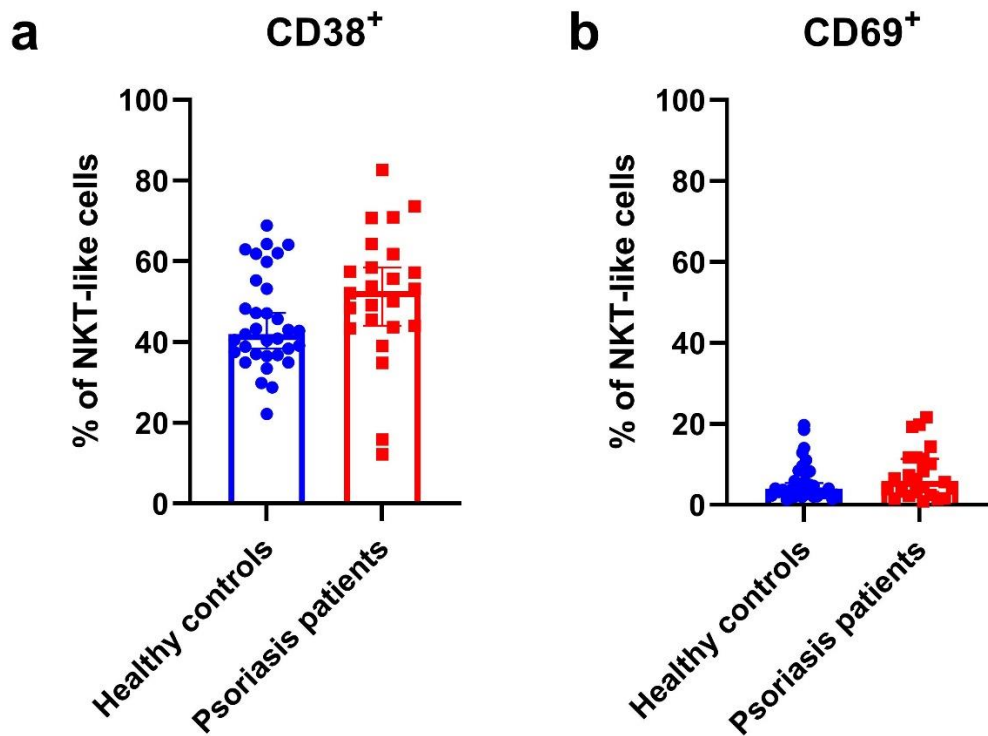 a
CD38⁺
% of NKT-like cells
100
80
60
40
20
0
Healthy controls
Psoriasis patients
b
CD69⁺
% of NKT-like cells
100
80
60
40
20
0
Healthy controls
Psoriasis patients